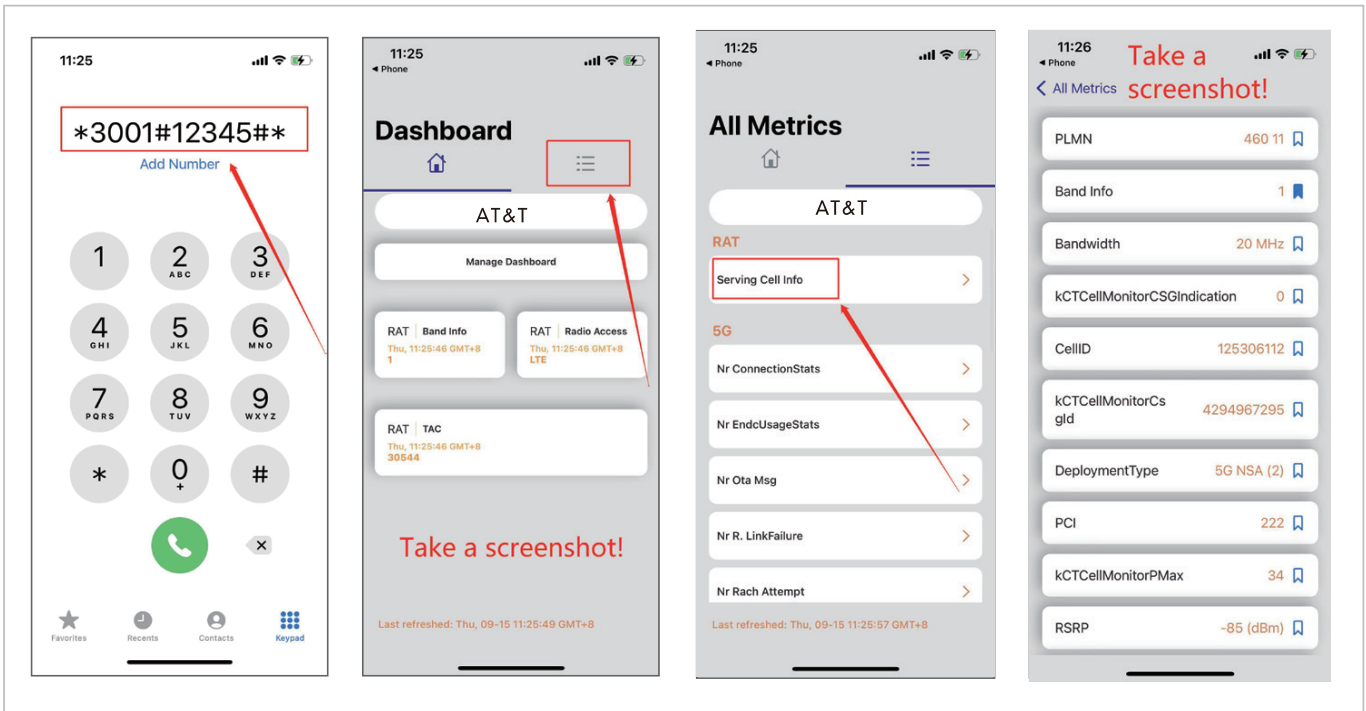 11:25
*3001#12345#*
Add Number
1
2
ABC
3
DEF
4
GHI
5
JKL
6
MNO
7
PQRS
8
TUV
9
WXYZ
*
0
+
#
Favorites
Recents
Contacts
Keypad
11:25
Phone
Dashboard
AT&T
Manage Dashboard
RAT Band Info
Thu, 11:25:46 GMT+8
1
RAT Radio Access
Thu, 11:25:46 GMT+8
LTE
RAT TAC
Thu, 11:25:46 GMT+8
30544
Take a screenshot!
Last refreshed: Thu, 09-15 11:25:49 GMT+8
11:25
Phone
All Metrics
AT&T
RAT
Serving Cell Info
5G
Nr ConnectionStats
Nr EndcUsageStats
Nr Ota Msg
Nr R. LinkFailure
Nr Rach Attempt
Last refreshed: Thu, 09-15 11:25:57 GMT+8
11:26
Phone
All Metrics
Take a
screenshot!
PLMN 460 11
Band Info 1
Bandwidth 20 MHz
kCTCellMonitorCSGIndication 0
CellID 125306112
kCTCellMonitorCs
gId 4294967295
DeploymentType 5G NSA (2)
PCI 222
kCTCellMonitorPMax 34
RSRP -85 (dBm)